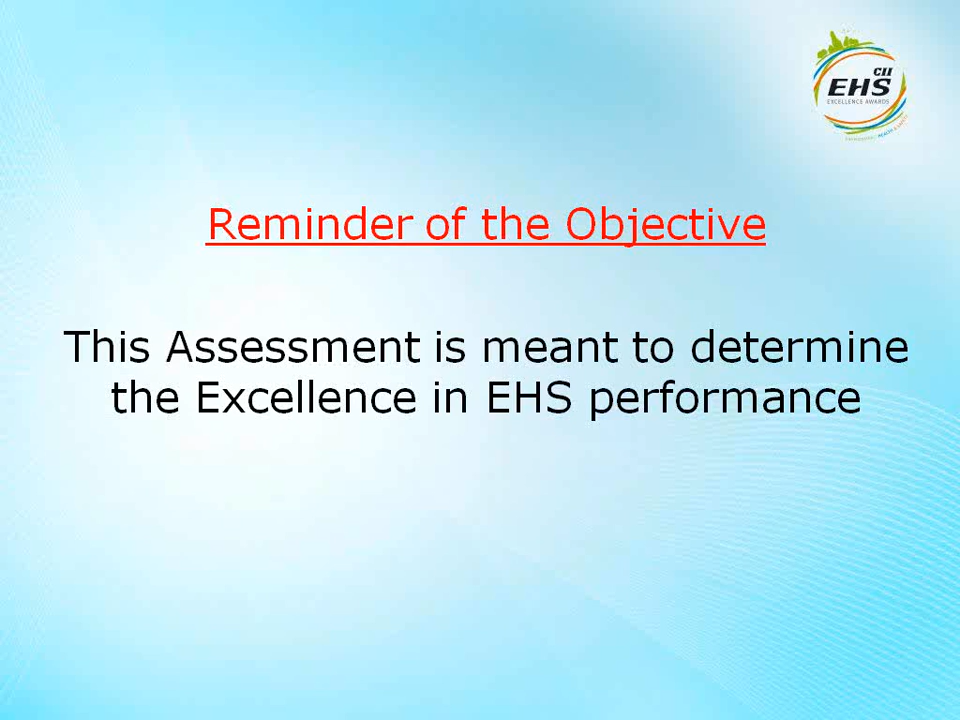 CII
EHS
EXCELLENCE AWARDS
Reminder of the Objective
This Assessment is meant to determine
the Excellence in EHS performance